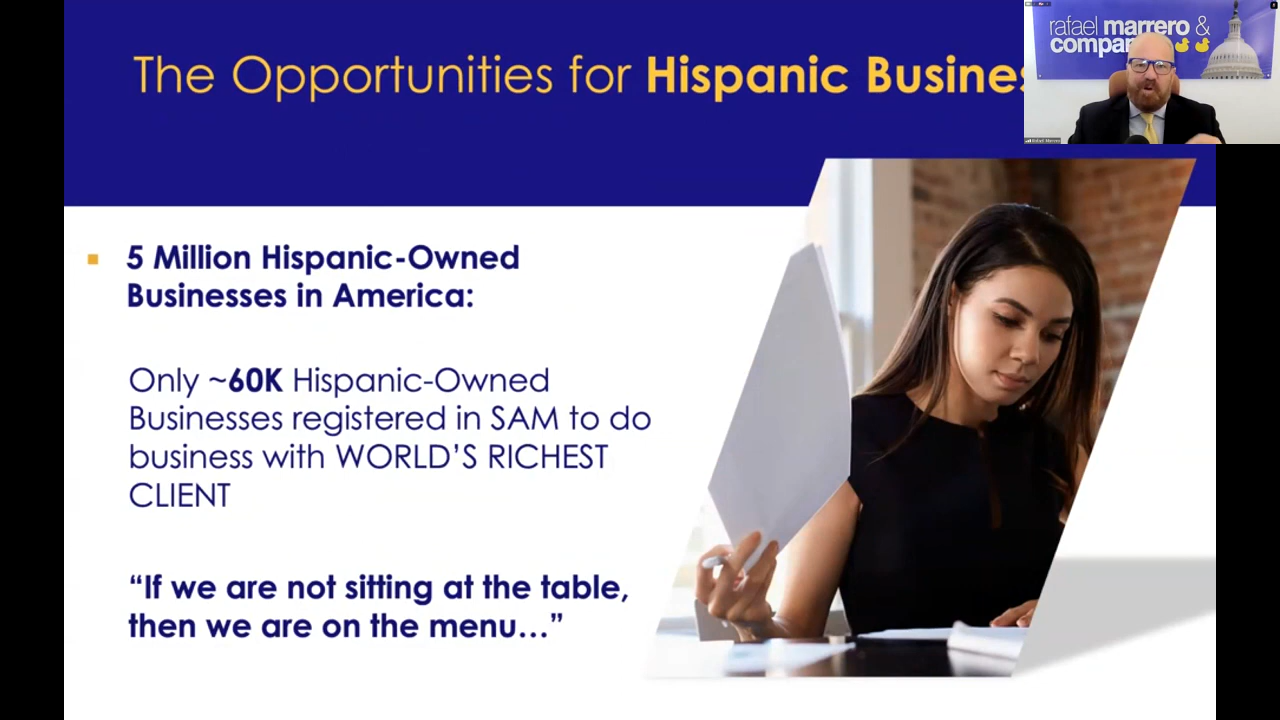 The Opportunities for Hispanic Busines
rafael marrero &
compan
5 Million Hispanic-Owned
Businesses in America:
Only ~60K Hispanic-Owned
Businesses registered in SAM to do
business with WORLD'S RICHEST
CLIENT
“If we are not sitting at the table,
then we are on the menu...”